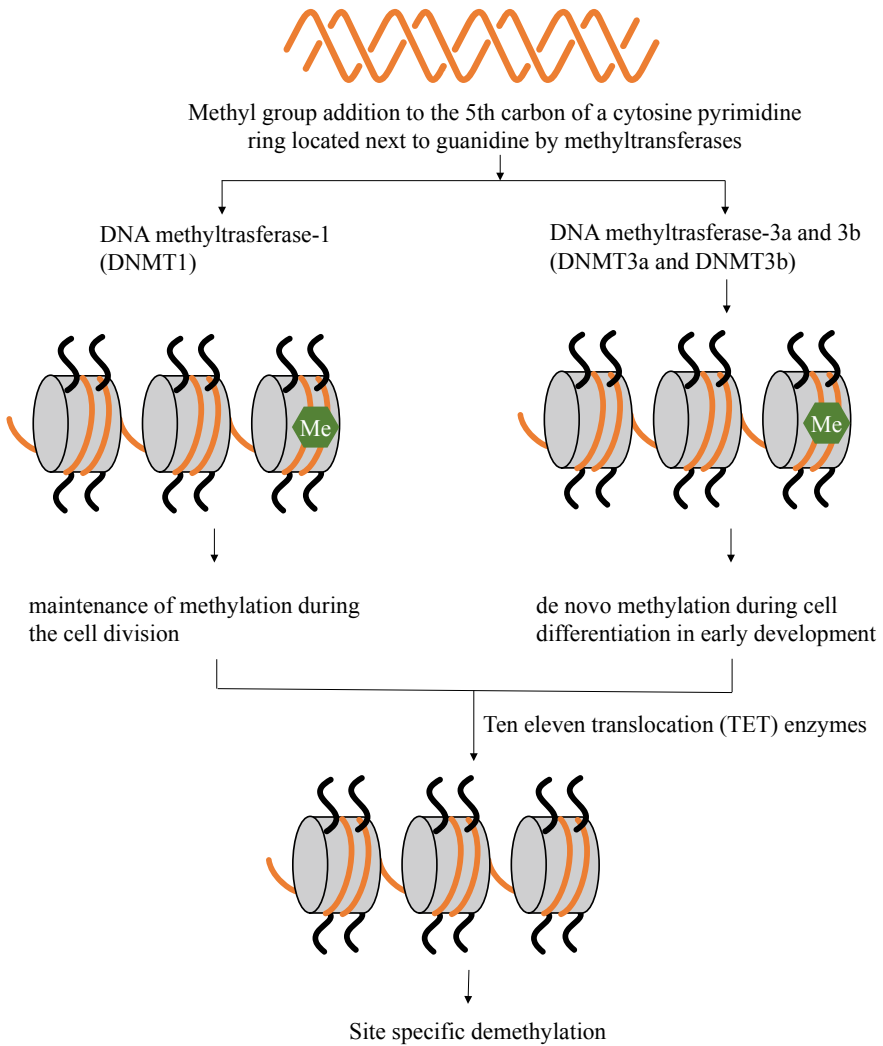 Methyl group addition to the 5th carbon of a cytosine pyrimidine
ring located next to guanidine by methyltransferases
DNA methyltrasferase-1
(DNMT1)
DNA methyltrasferase-3a and 3b
(DNMT3a and DNMT3b)
Me
Me
maintenance of methylation during
the cell division
de novo methylation during cell
differentiation in early development
Ten eleven translocation (TET) enzymes
Site specific demethylation